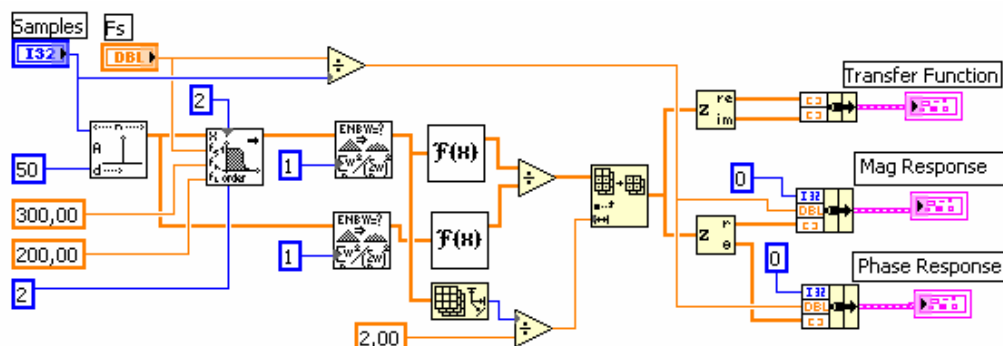 Samples
Fs
I32
DBL
2
n
A
d
50
300,00
200,00
2
X
fs
order
1
ENBW=?
1
ENBW=?
F(x)
F(x)
2,00
z
re
im
z
r
θ
Transfer Function
0
I32
DBL
Mag Response
0
I32
DBL
Phase Response